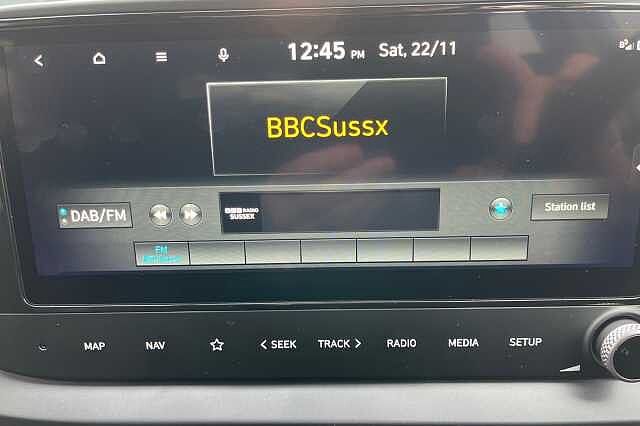 12:45 PM Sat, 22/11
BBCSussx
DAB/FM
BBC RADIO
SUSSEX
Station list
FM
MAP NAV SEEK TRACK RADIO MEDIA SETUP